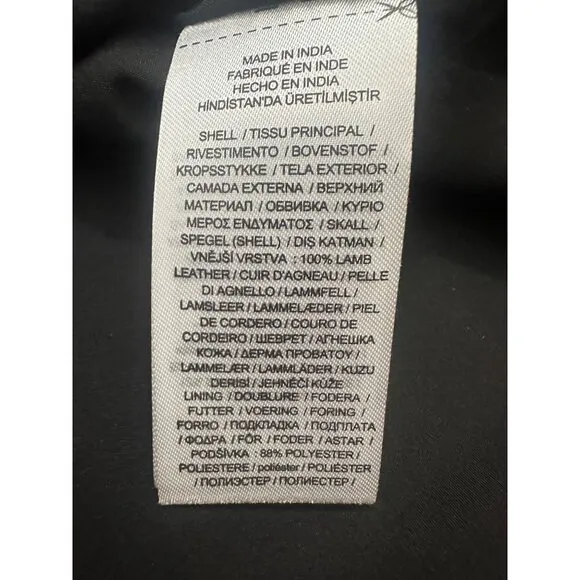 MADE IN INDIA
FABRIQUÉ EN INDE
HECHO EN INDIA
HİNDİSTAN'DA ÜRETİLMİŞTİR
SHELL / TISSU PRINCIPAL /
RIVESTIMENTO / BOVENSTOF /
KROPSSTYKKE / TELA EXTERIOR /
CAMADA EXTERNA / ВЕРХНИЙ
МАТЕРИАЛ / ОБВИВКА / ΚΥΡΙΟ
ΜΕΡΟΣ ΕΝΔΥΜΑΤΟΣ / SKALL /
SPEGEL (SHELL) / DIŞ KATMAN /
VNĚJŠÍ VRSTVA : 100% LAMB
LEATHER / CUIR D'AGNEAU / PELLE
DI AGNELLO / LAMMFELL /
LAMSLEER / LAMMELÆDER / PIEL
DE CORDERO / COURO DE
CORDEIRO / ШЕВРЕТ / АГНЕШКА
КОЖА / ΔΕΡΜΑ ΠΡΟΒΑΤΟΥ /
LAMMELÆR / LAMMLÄDER / KUZU
DERİSİ / JEHNĚČÍ KŮŽE
LINING / DOUBLURE / FODERA /
FUTTER / VOERING / FORING /
FORRO / ПОДКЛАДКА / ПОДПЛАТА
/ ΦΟΔΡΑ / FÔR / FODER / ASTAR /
PODŠÍVKA : 88% POLYESTER /
POLIESTERE / poliéster / POLIÉSTER
/ ПОЛИЭСТЕР / ПОЛИЕСТЕР /